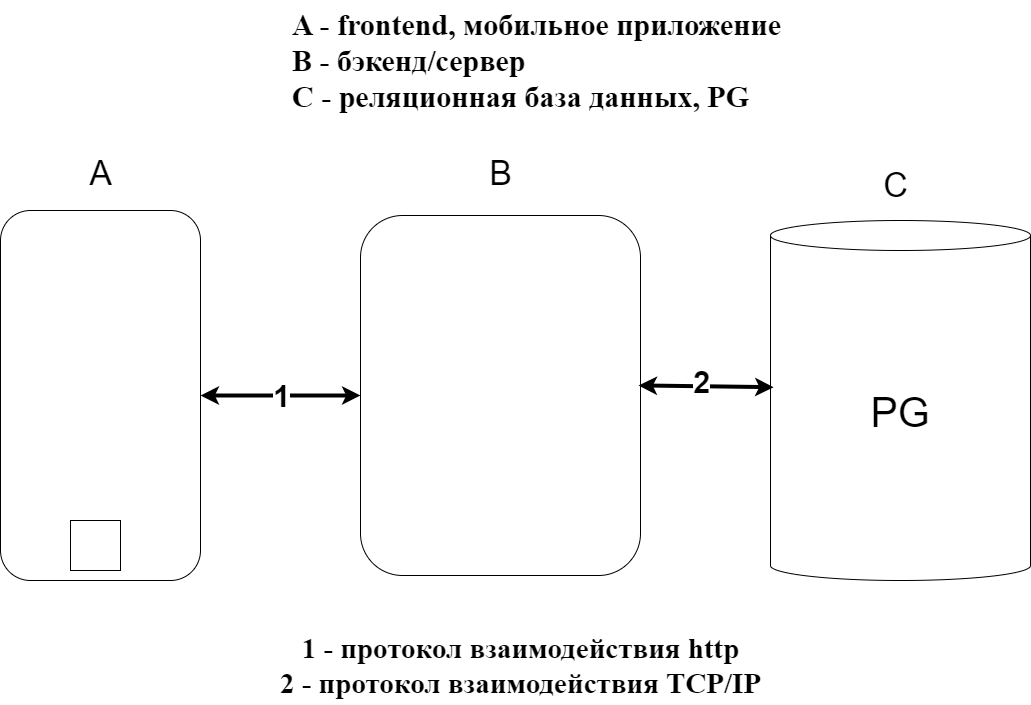 A - frontend, мобильное приложение
B - бэкенд/сервер
C - реляционная база данных, PG
A
B
C
1
2
PG
1 - протокол взаимодействия http
2 - протокол взаимодействия TCP/IP